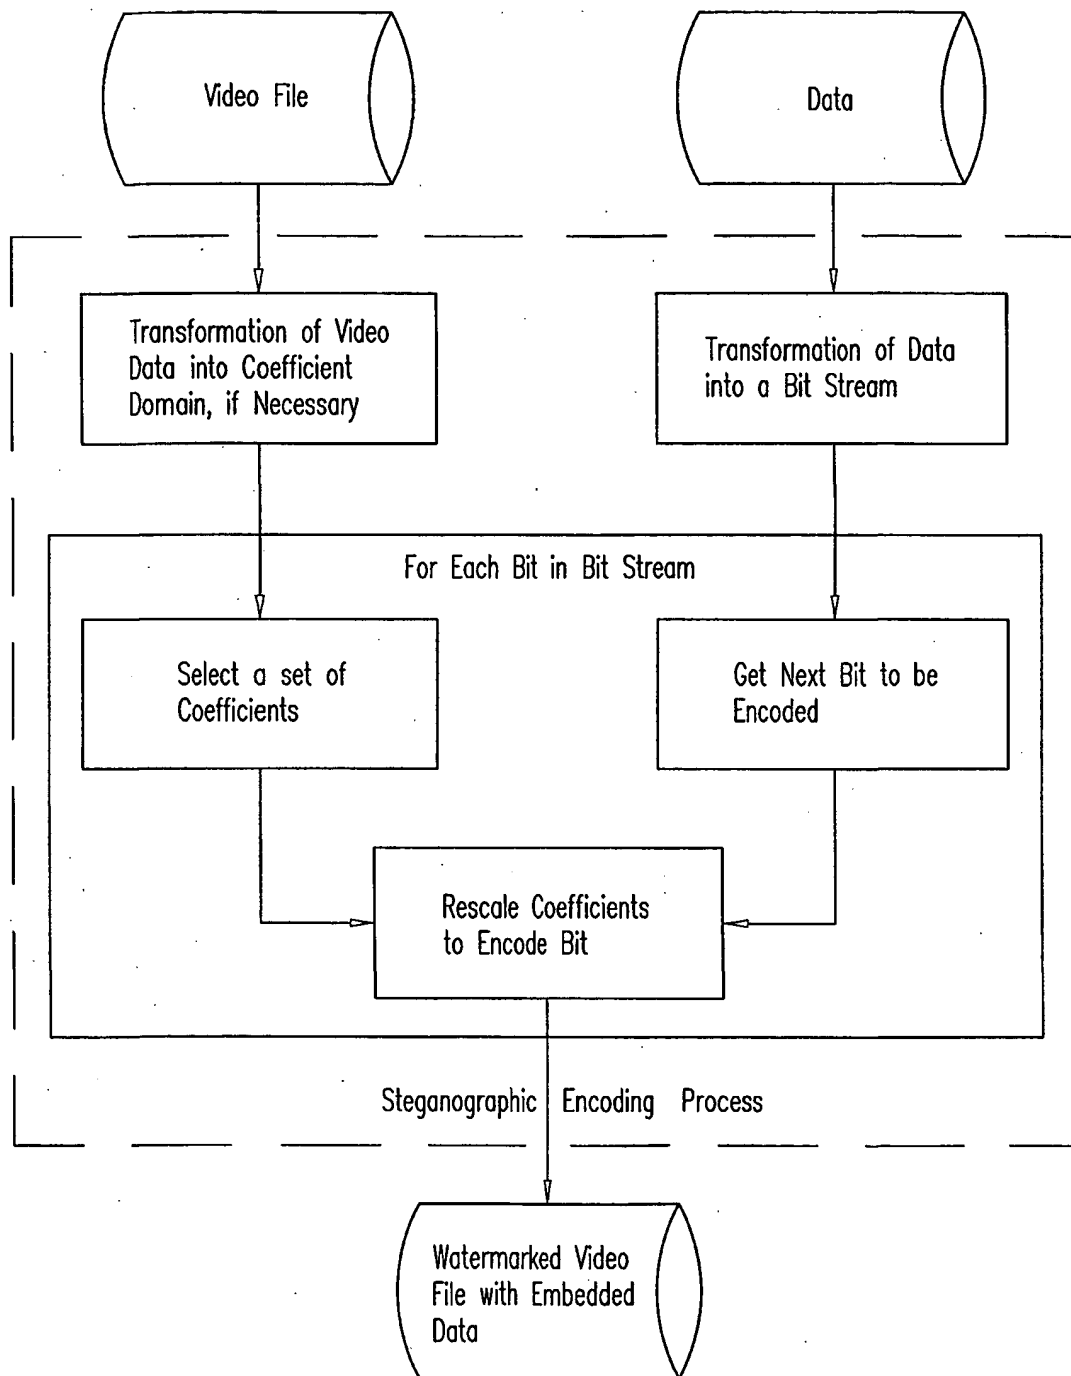 Video File
Data
Transformation of Video
Data into Coefficient
Domain, if Necessary
Transformation of Data
into a Bit Stream
For Each Bit in Bit Stream
Select a set of
Coefficients
Get Next Bit to be
Encoded
Rescale Coefficients
to Encode Bit
Steganographic Encoding Process
Watermarked Video
File with Embedded
Data